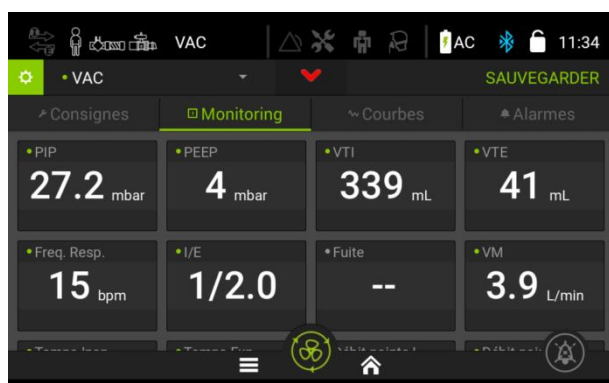 VAC AC 11:34
VAC SAUVEGARDER
Consignes Monitoring Courbes Alarmes
PIP PEEP VTI VTE
27.2 mbar 4 mbar 339 mL 41 mL
Freq. Resp. I/E Fuite VM
15 bpm 1/2.0 -- 3.9 L/min